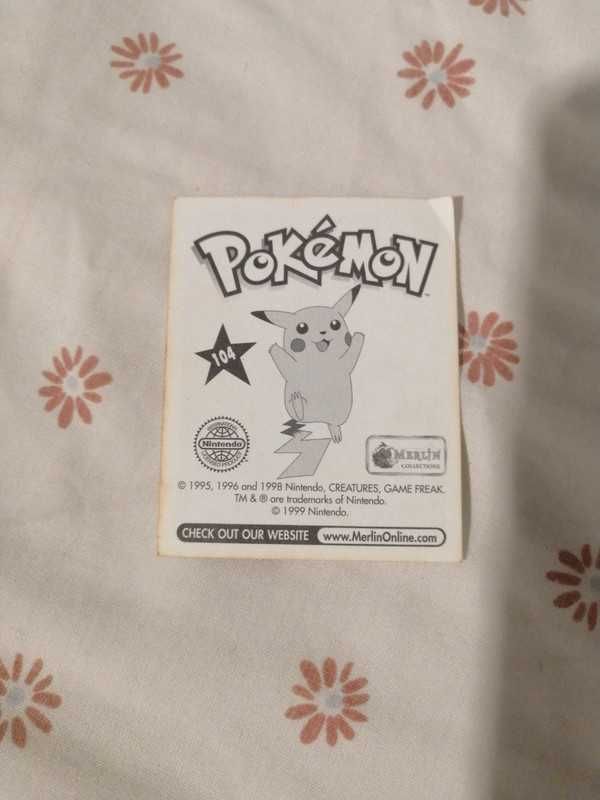 POKéMON
™
104
Nintendo
MERLIN
COLLECTIONS
© 1995, 1996 and 1998 Nintendo, CREATURES, GAME FREAK.
TM & ® are trademarks of Nintendo.
© 1999 Nintendo.
CHECK OUT OUR WEBSITE www.MerlinOnline.com